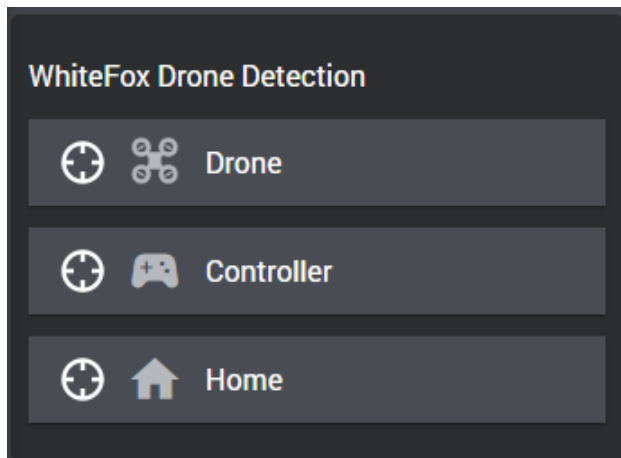 WhiteFox Drone Detection
Drone
Controller
Home